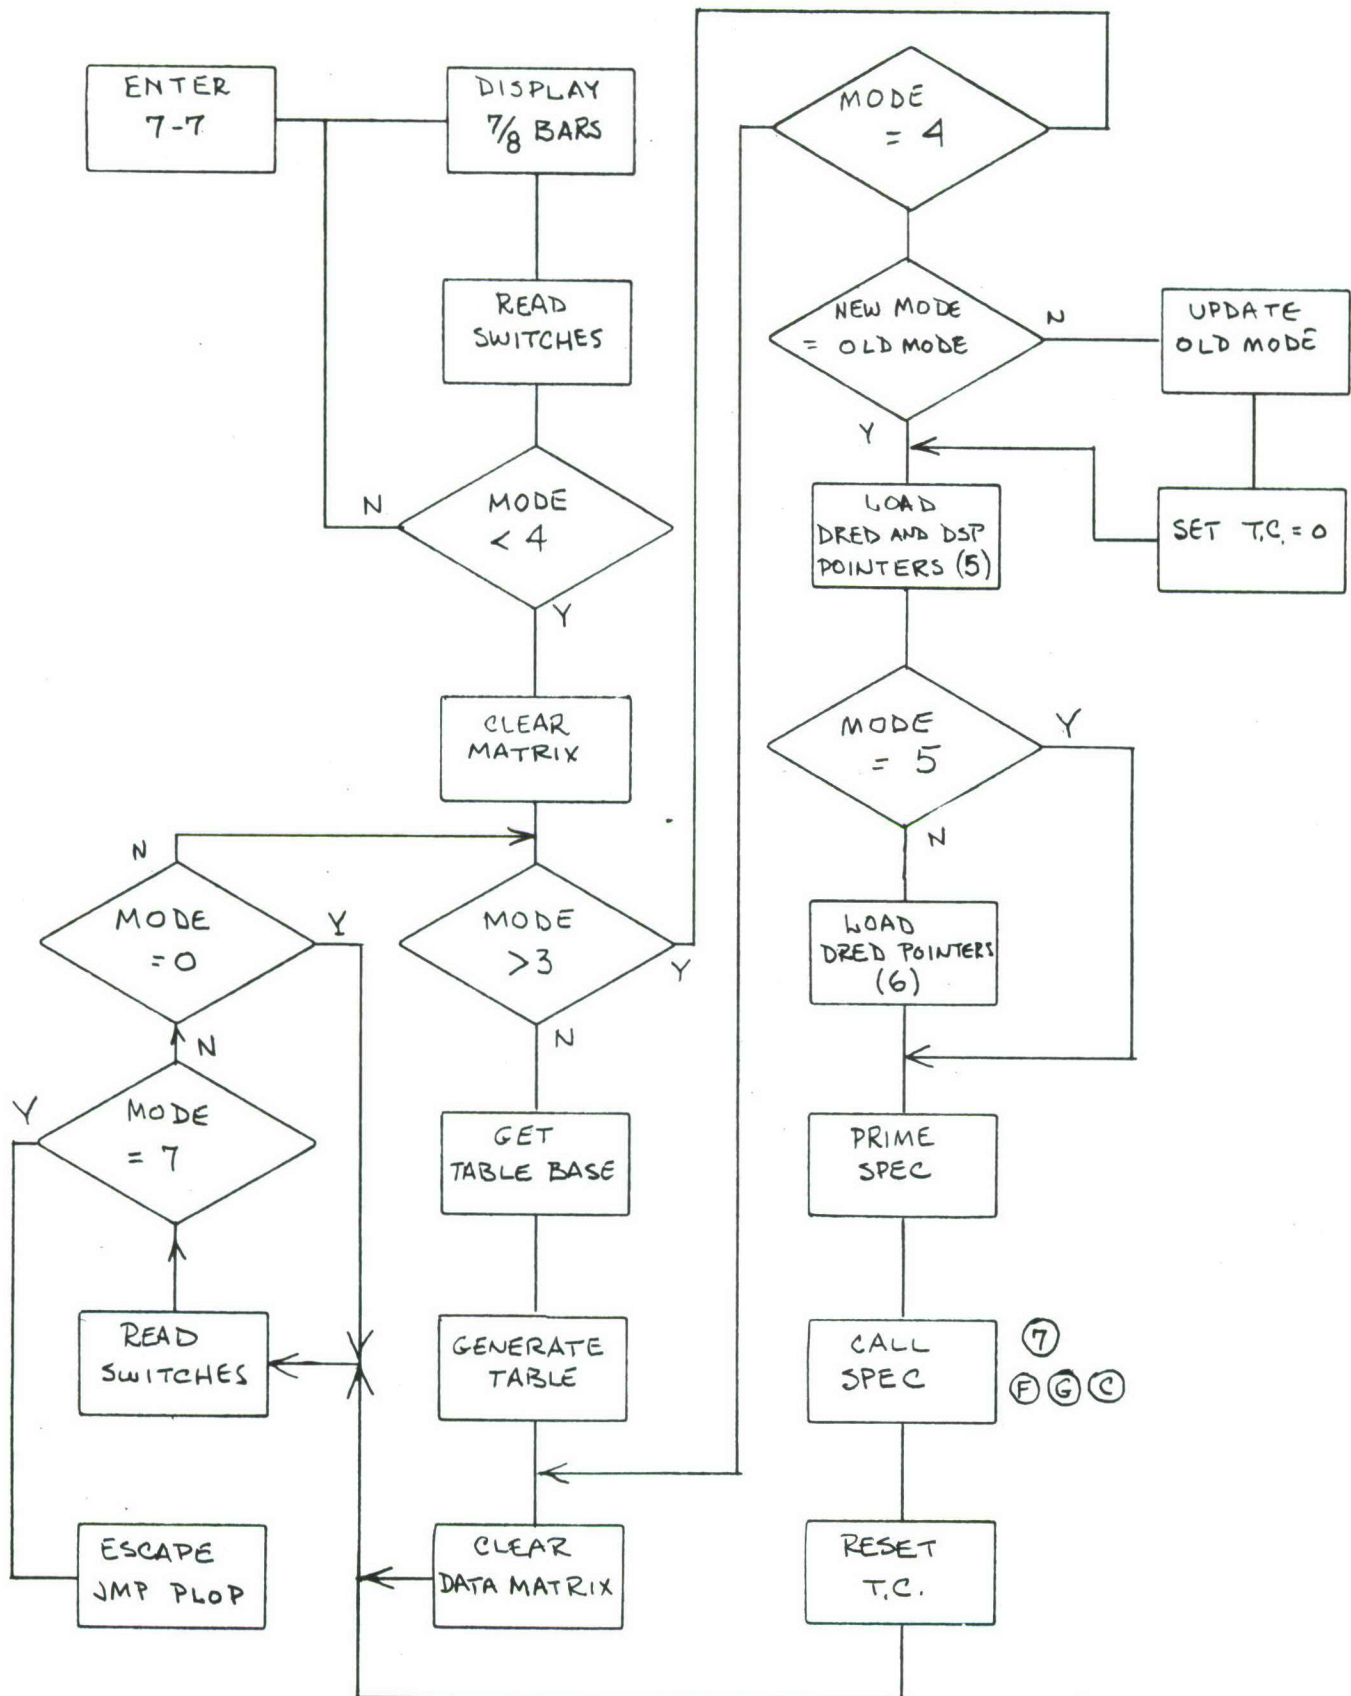 ENTER
7-7
DISPLAY
7/8 BARS
READ
SWITCHES
N
MODE
< 4
Y
CLEAR
MATRIX
N
MODE
= 0
Y
MODE
>3
Y
N
N
Y
MODE
= 7
GET
TABLE BASE
READ
SWITCHES
GENERATE
TABLE
ESCAPE
JMP PLOP
CLEAR
DATA MATRIX
MODE
= 4
NEW MODE
= OLD MODE
N
UPDATE
OLD MODE
Y
LOAD
DRED AND DSP
POINTERS (5)
SET T.C. = 0
MODE
= 5
Y
N
LOAD
DRED POINTERS
(6)
PRIME
SPEC
CALL
SPEC
7
F G C
RESET
T.C.